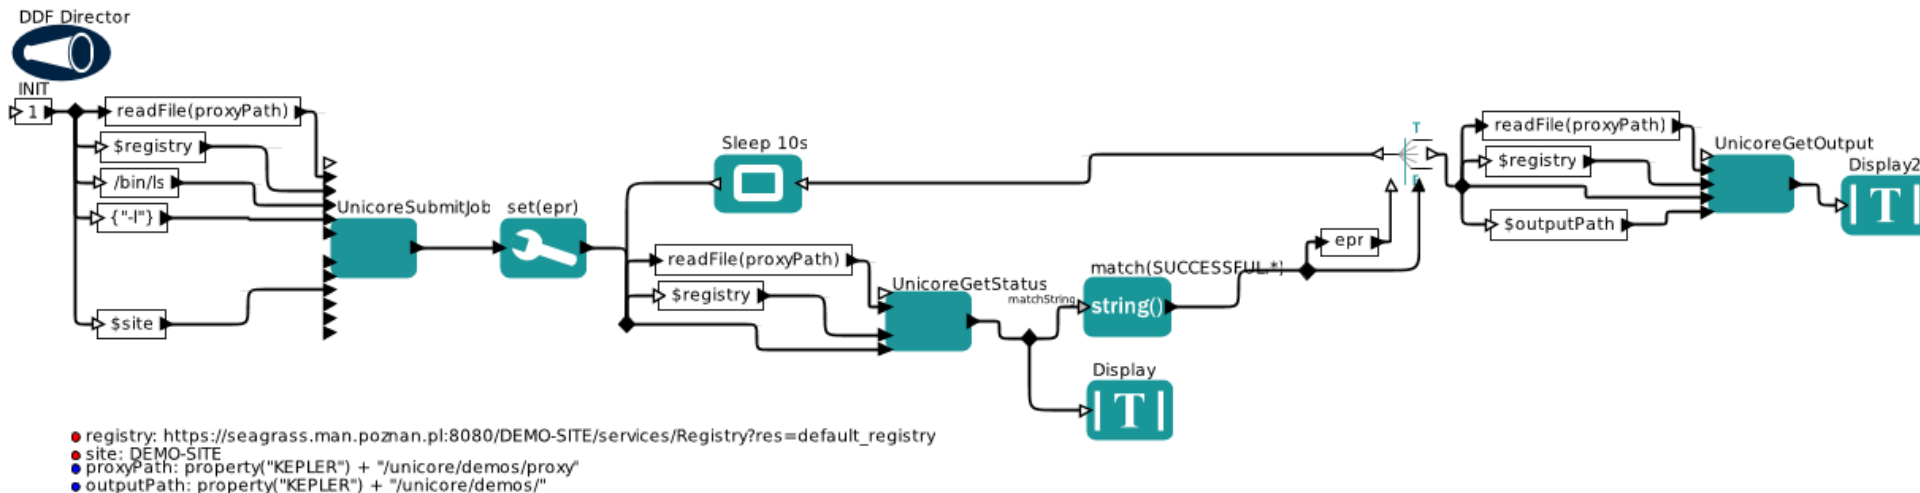 DDF Director
INIT
1
readFile(proxyPath)
$registry
/bin/ls
{"-l"}
$site
UnicoreSubmitJob
set(epr)
Sleep 10s
readFile(proxyPath)
$registry
UnicoreGetStatus
matchString
match(SUCCESSFUL.*)
string()
Display
T
epr
T
F
readFile(proxyPath)
$registry
$outputPath
UnicoreGetOutput
Display2
T
registry: https://seagrass.man.poznan.pl:8080/DEMO-SITE/services/Registry?res=default_registry
site: DEMO-SITE
proxyPath: property("KEPLER") + "/unicore/demos/proxy"
outputPath: property("KEPLER") + "/unicore/demos/"